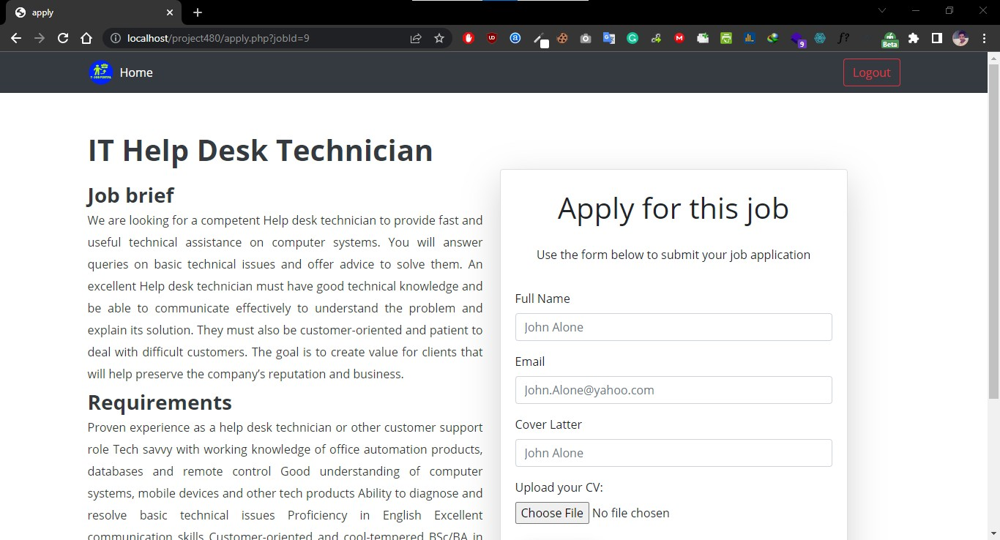 apply
localhost/project480/apply.php?jobId=9
9
Beta
Home
Logout
IT Help Desk Technician
Job brief
We are looking for a competent Help desk technician to provide fast and
useful technical assistance on computer systems. You will answer
queries on basic technical issues and offer advice to solve them. An
excellent Help desk technician must have good technical knowledge and
be able to communicate effectively to understand the problem and
explain its solution. They must also be customer-oriented and patient to
deal with difficult customers. The goal is to create value for clients that
will help preserve the company’s reputation and business.
Requirements
Proven experience as a help desk technician or other customer support
role Tech savvy with working knowledge of office automation products,
databases and remote control Good understanding of computer
systems, mobile devices and other tech products Ability to diagnose and
resolve basic technical issues Proficiency in English Excellent
communication skills Customer-oriented and cool-tempered BSc/BA in
Apply for this job
Use the form below to submit your job application
Full Name
John Alone
Email
John.Alone@yahoo.com
Cover Latter
John Alone
Upload your CV:
Choose File No file chosen